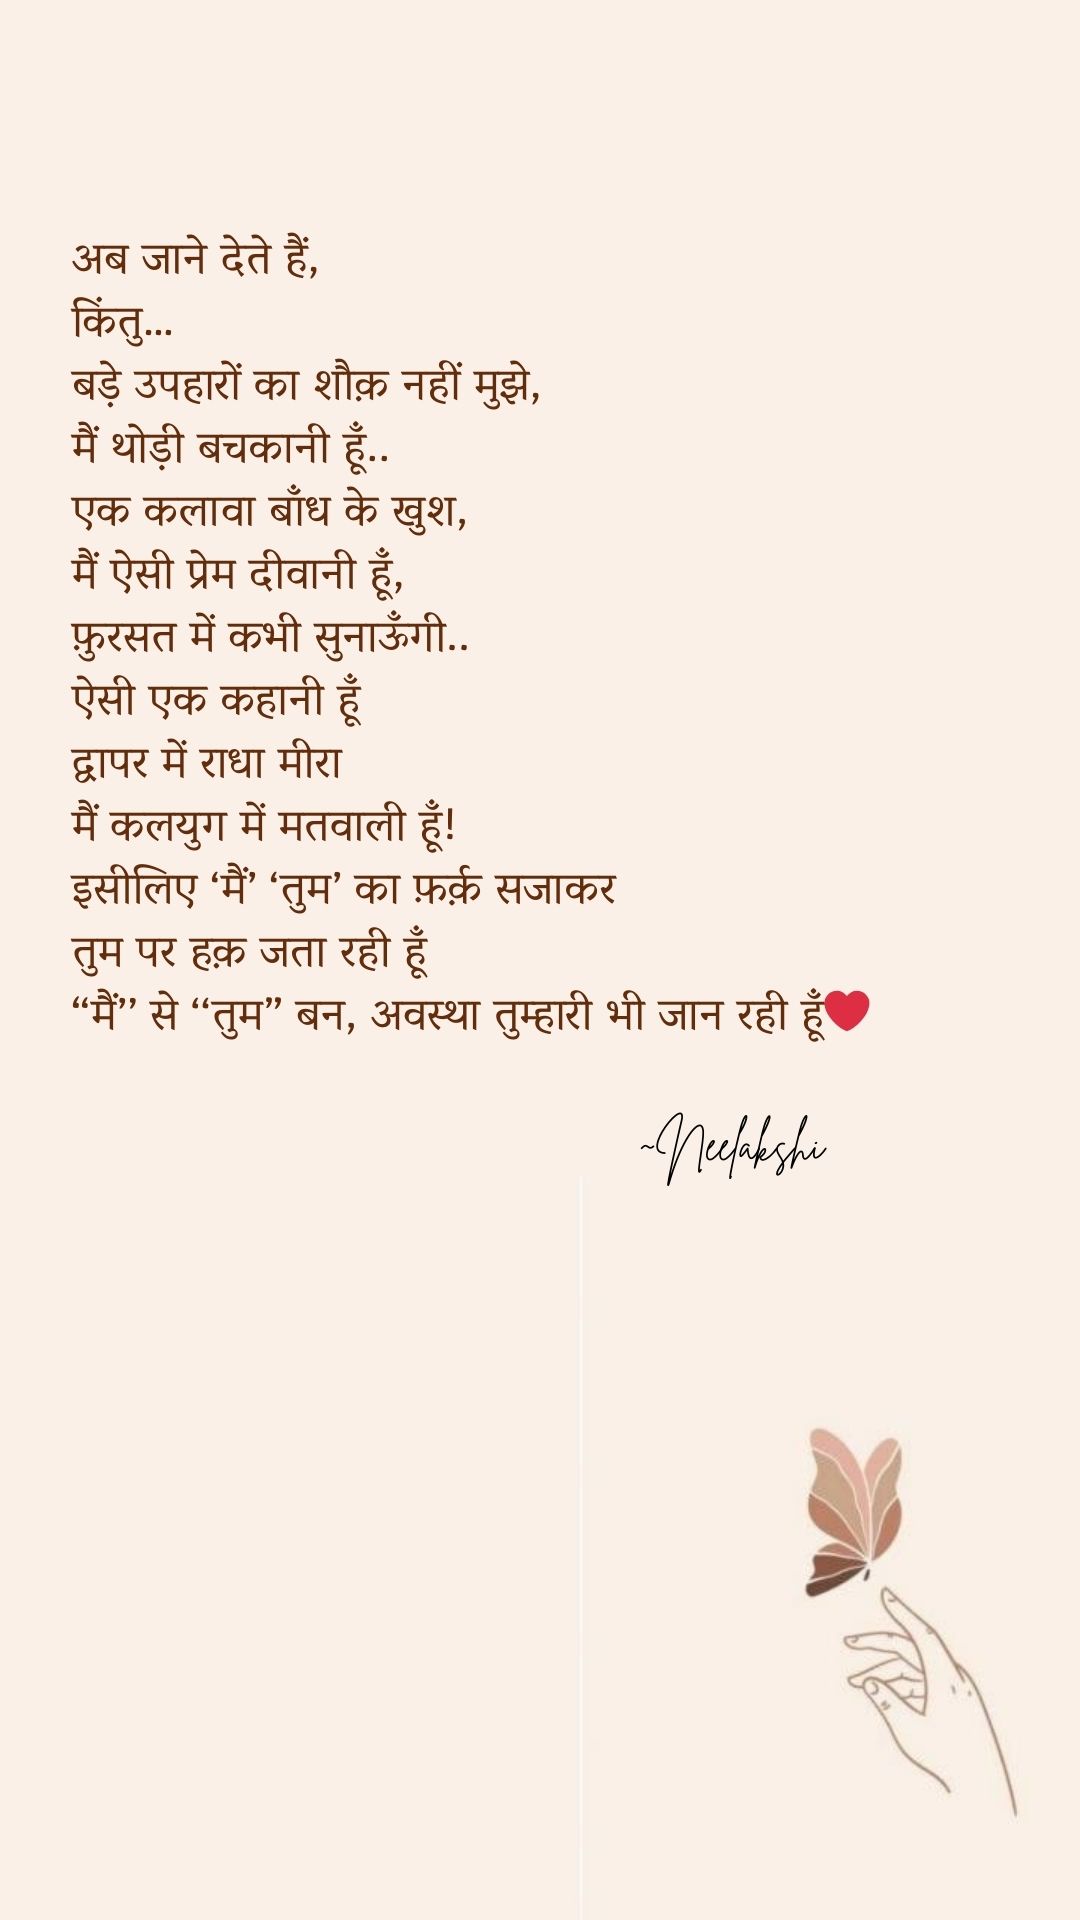 अब जाने देते हैं,
किंतु...
बड़े उपहारों का शौक़ नहीं मुझे,
मैं थोड़ी बचकानी हूँ..
एक कलावा बाँध के खुश,
मैं ऐसी प्रेम दीवानी हूँ,
फ़ुरसत में कभी सुनाऊँगी..
ऐसी एक कहानी हूँ
द्वापर में राधा मीरा
मैं कलयुग में मतवाली हूँ!
इसीलिए ‘मैं’ ‘तुम’ का फ़र्क़ सजाकर
तुम पर हक़ जता रही हूँ
“मैं’’ से ‘‘तुम” बन, अवस्था तुम्हारी भी जान रही हूँ❤️
~Neelakshi